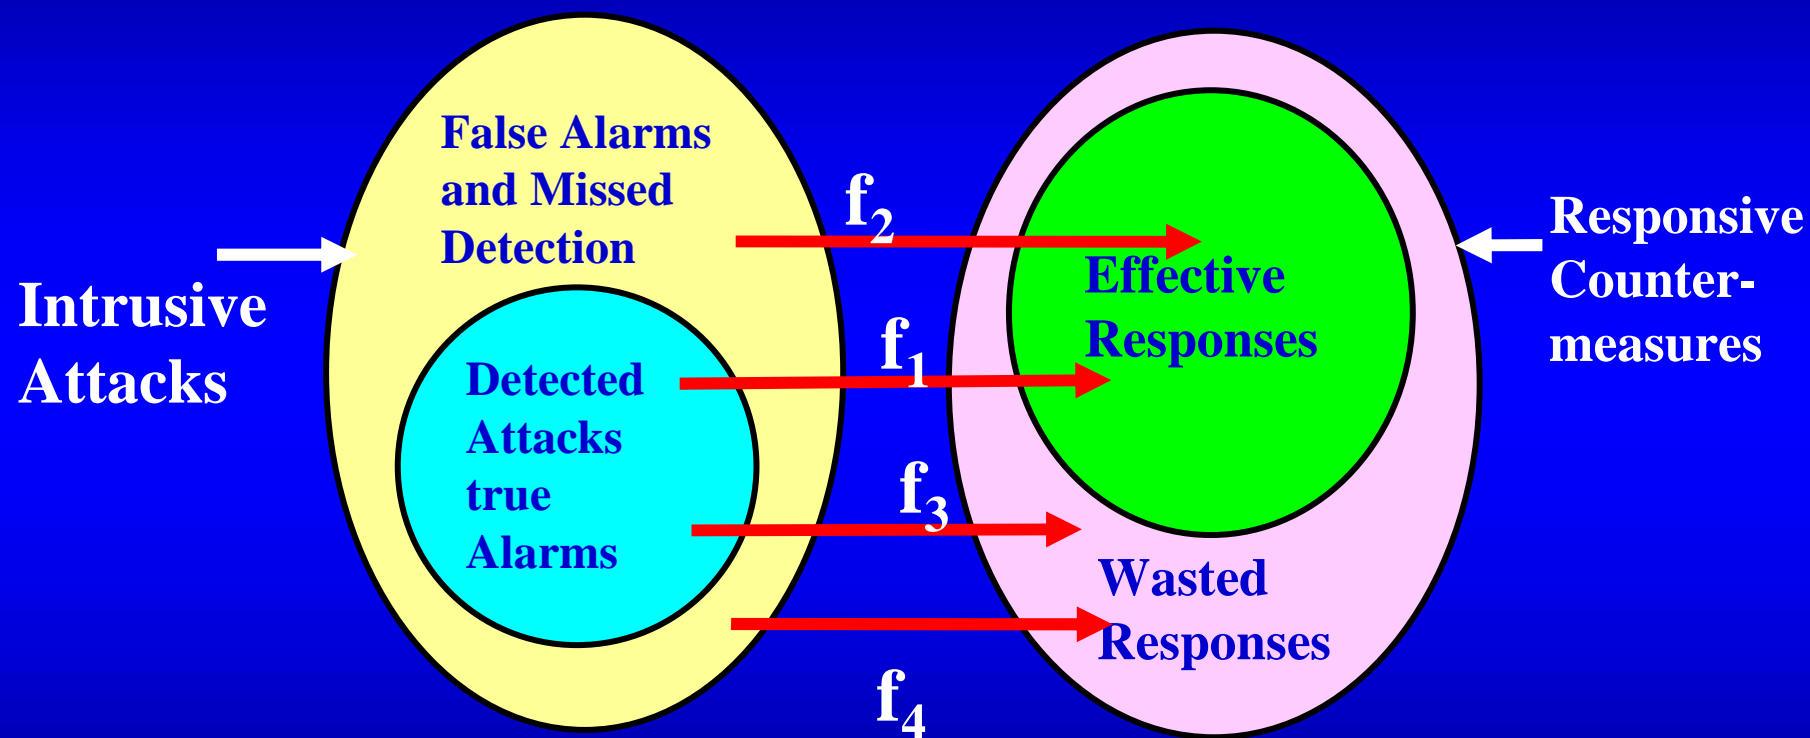 Intrusive
Attacks
False Alarms
and Missed
Detection
Detected
Attacks
true
Alarms
f2
f1
f3
f4
Effective
Responses
Wasted
Responses
Responsive
Counter-
measures